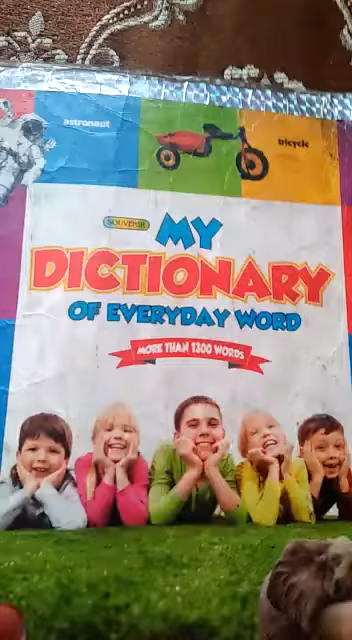 astronaut
tricycle
SOUVENIR
MY
DICTIONARY
OF EVERYDAY WORD
MORE THAN 1300 WORDS